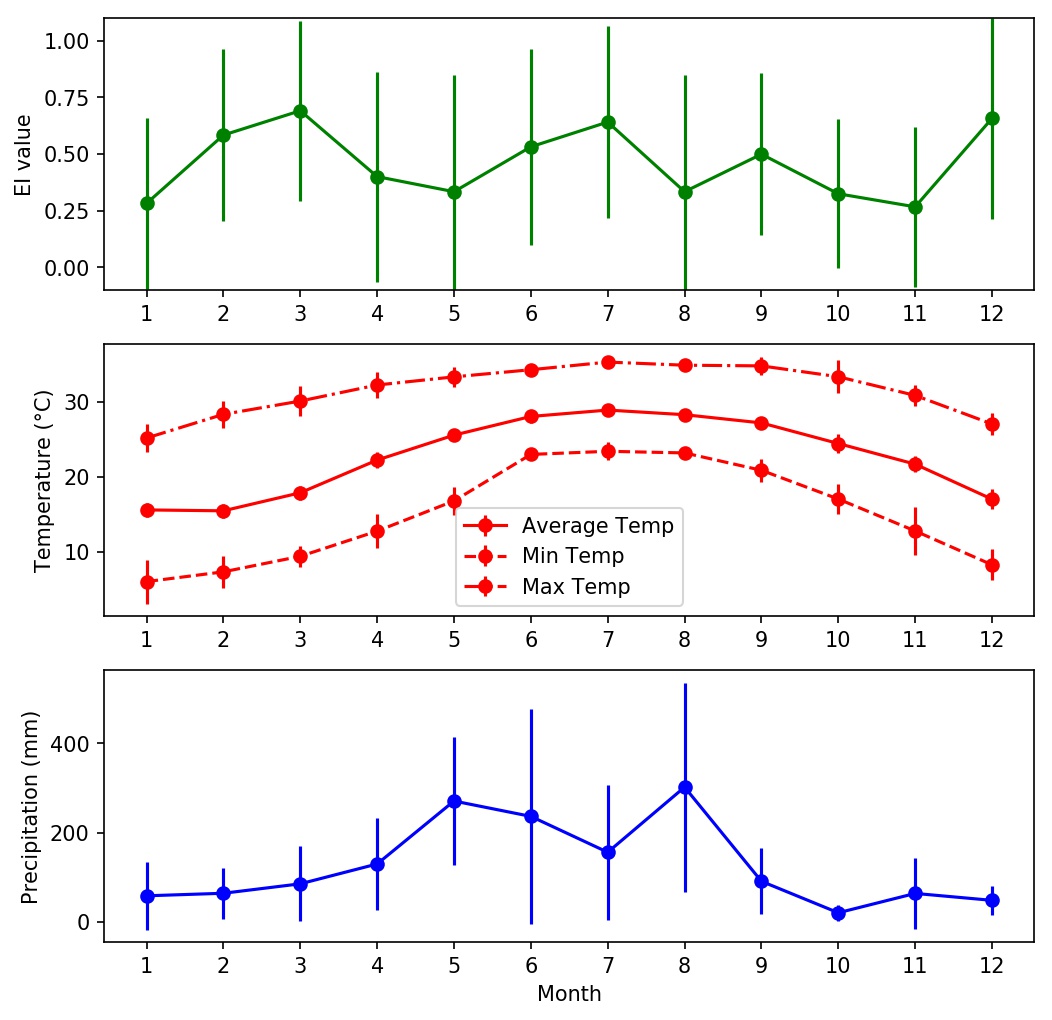 EI value
1.00
0.75
0.50
0.25
0.00
1 2 3 4 5 6 7 8 9 10 11 12
Temperature (°C)
30
20
10
Average Temp
Min Temp
Max Temp
1 2 3 4 5 6 7 8 9 10 11 12
Precipitation (mm)
400
200
0
1 2 3 4 5 6 7 8 9 10 11 12
Month